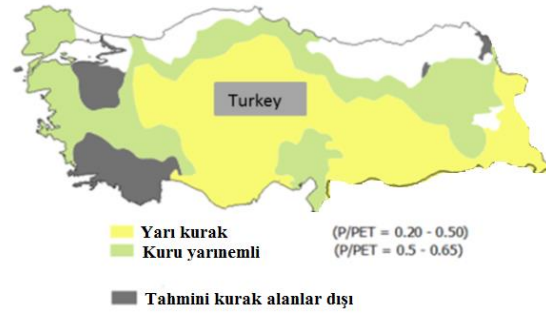 Turkey
Yarı kurak (P/PET = 0.20 - 0.50)
Kuru yarınemli (P/PET = 0.5 - 0.65)
Tahmini kurak alanlar dışı